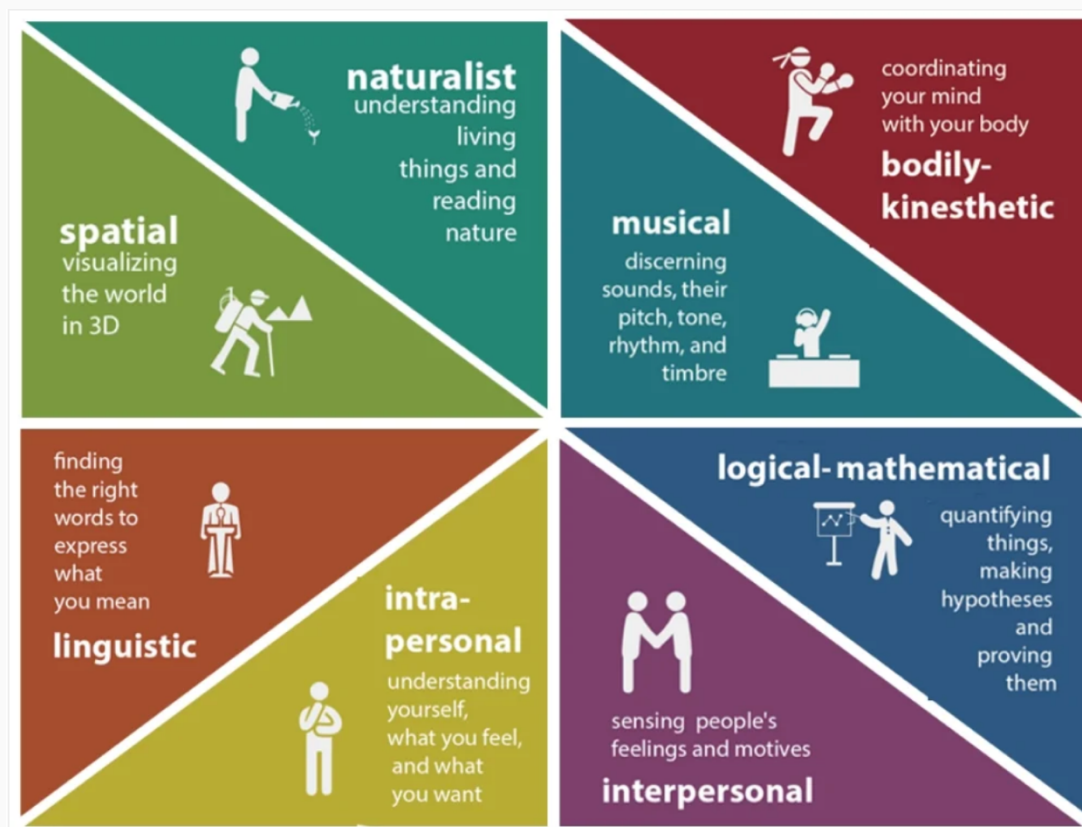 naturalist
understanding
living
things and
reading
nature
spatial
visualizing
the world
in 3D
coordinating
your mind
with your body
bodily-
kinesthetic
musical
discerning
sounds, their
pitch, tone,
rhythm, and
timbre
finding
the right
words to
express
what
you mean
linguistic
intra-
personal
understanding
yourself,
what you feel,
and what
you want
logical-mathematical
quantifying
things,
making
hypotheses
and
proving
them
sensing people's
feelings and motives
interpersonal